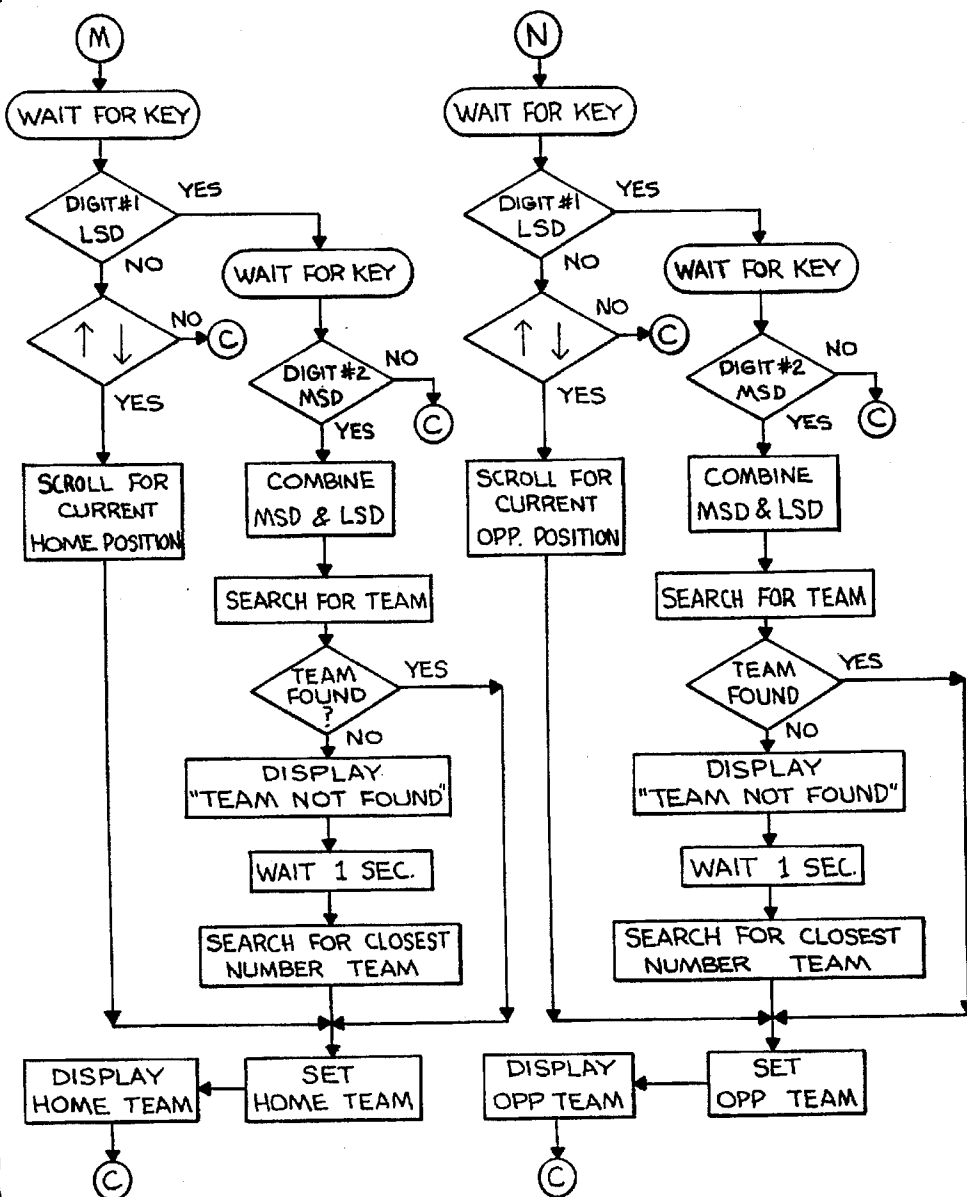 M
WAIT FOR KEY
DIGIT#1
LSD
YES
NO
↑ ↓
NO
C
YES
SCROLL FOR
CURRENT
HOME POSITION
WAIT FOR KEY
DIGIT#2
MSD
NO
C
YES
COMBINE
MSD & LSD
SEARCH FOR TEAM
TEAM
FOUND
?
YES
NO
DISPLAY
"TEAM NOT FOUND"
WAIT 1 SEC.
SEARCH FOR CLOSEST
NUMBER TEAM
SET
HOME TEAM
DISPLAY
HOME TEAM
C
N
WAIT FOR KEY
DIGIT#1
LSD
YES
NO
↑ ↓
NO
C
YES
SCROLL FOR
CURRENT
OPP. POSITION
WAIT FOR KEY
DIGIT#2
MSD
NO
C
YES
COMBINE
MSD & LSD
SEARCH FOR TEAM
TEAM
FOUND
YES
NO
DISPLAY
"TEAM NOT FOUND"
WAIT 1 SEC.
SEARCH FOR CLOSEST
NUMBER TEAM
SET
OPP TEAM
DISPLAY
OPP TEAM
C